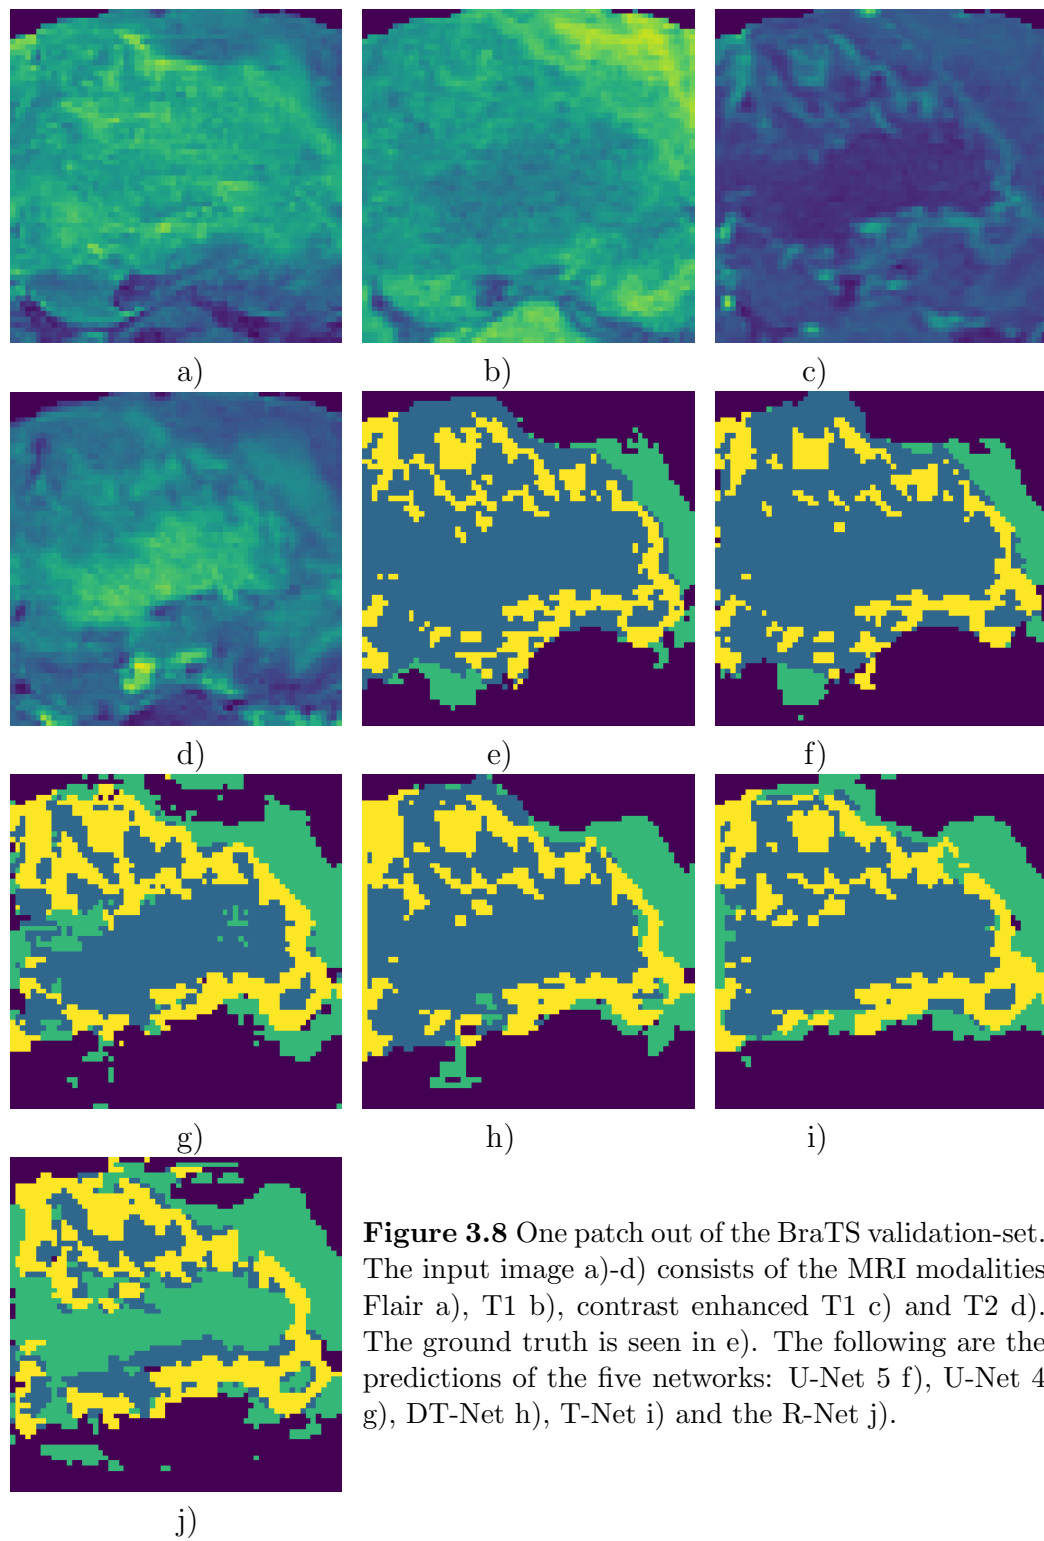 a)
b)
c)
d)
e)
f)
g)
h)
i)
Figure 3.8 One patch out of the BraTS validation-set.
The input image a)-d) consists of the MRI modalities
Flair a), T1 b), contrast enhanced T1 c) and T2 d).
The ground truth is seen in e). The following are the
predictions of the five networks: U-Net 5 f), U-Net 4
g), DT-Net h), T-Net i) and the R-Net j).
j)